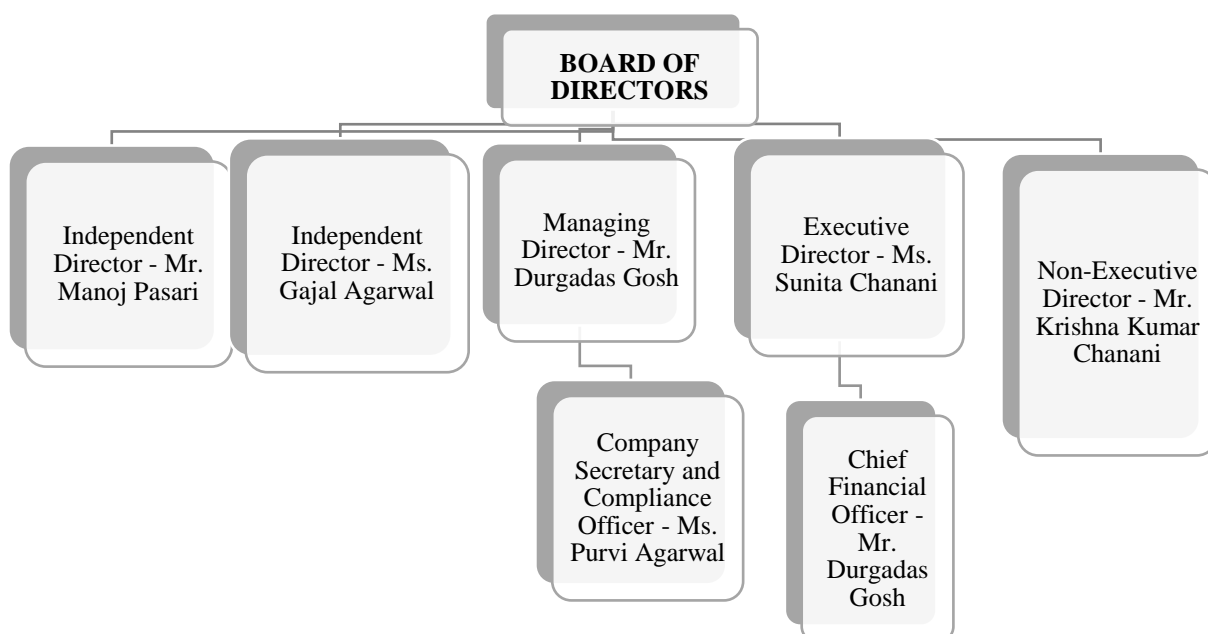 BOARD OF
DIRECTORS
Independent
Director - Mr.
Manoj Pasari
Independent
Director - Ms.
Gajal Agarwal
Managing
Director - Mr.
Durgadas Gosh
Executive
Director - Ms.
Sunita Chanani
Non-Executive
Director - Mr.
Krishna Kumar
Chanani
Company
Secretary and
Compliance
Officer - Ms.
Purvi Agarwal
Chief
Financial
Officer -
Mr.
Durgadas
Gosh